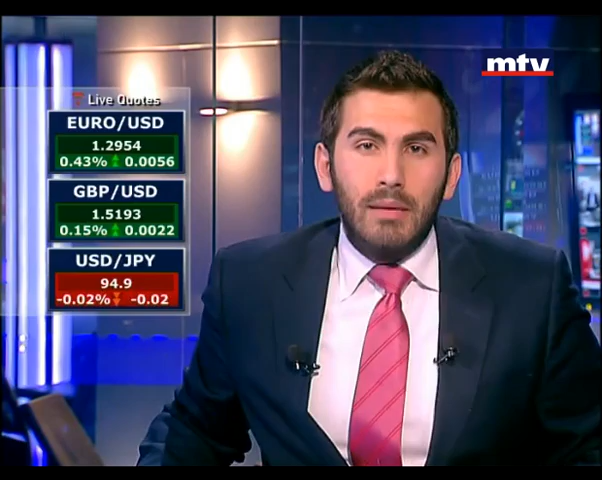 mtv
Live Quotes
EURO/USD
1.2954
0.43% 0.0056
GBP/USD
1.5193
0.15% 0.0022
USD/JPY
94.9
-0.02% -0.02